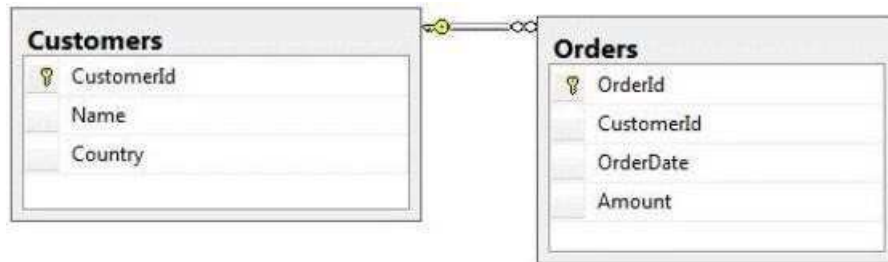 Customers
CustomerId
Name
Country
Orders
OrderId
CustomerId
OrderDate
Amount